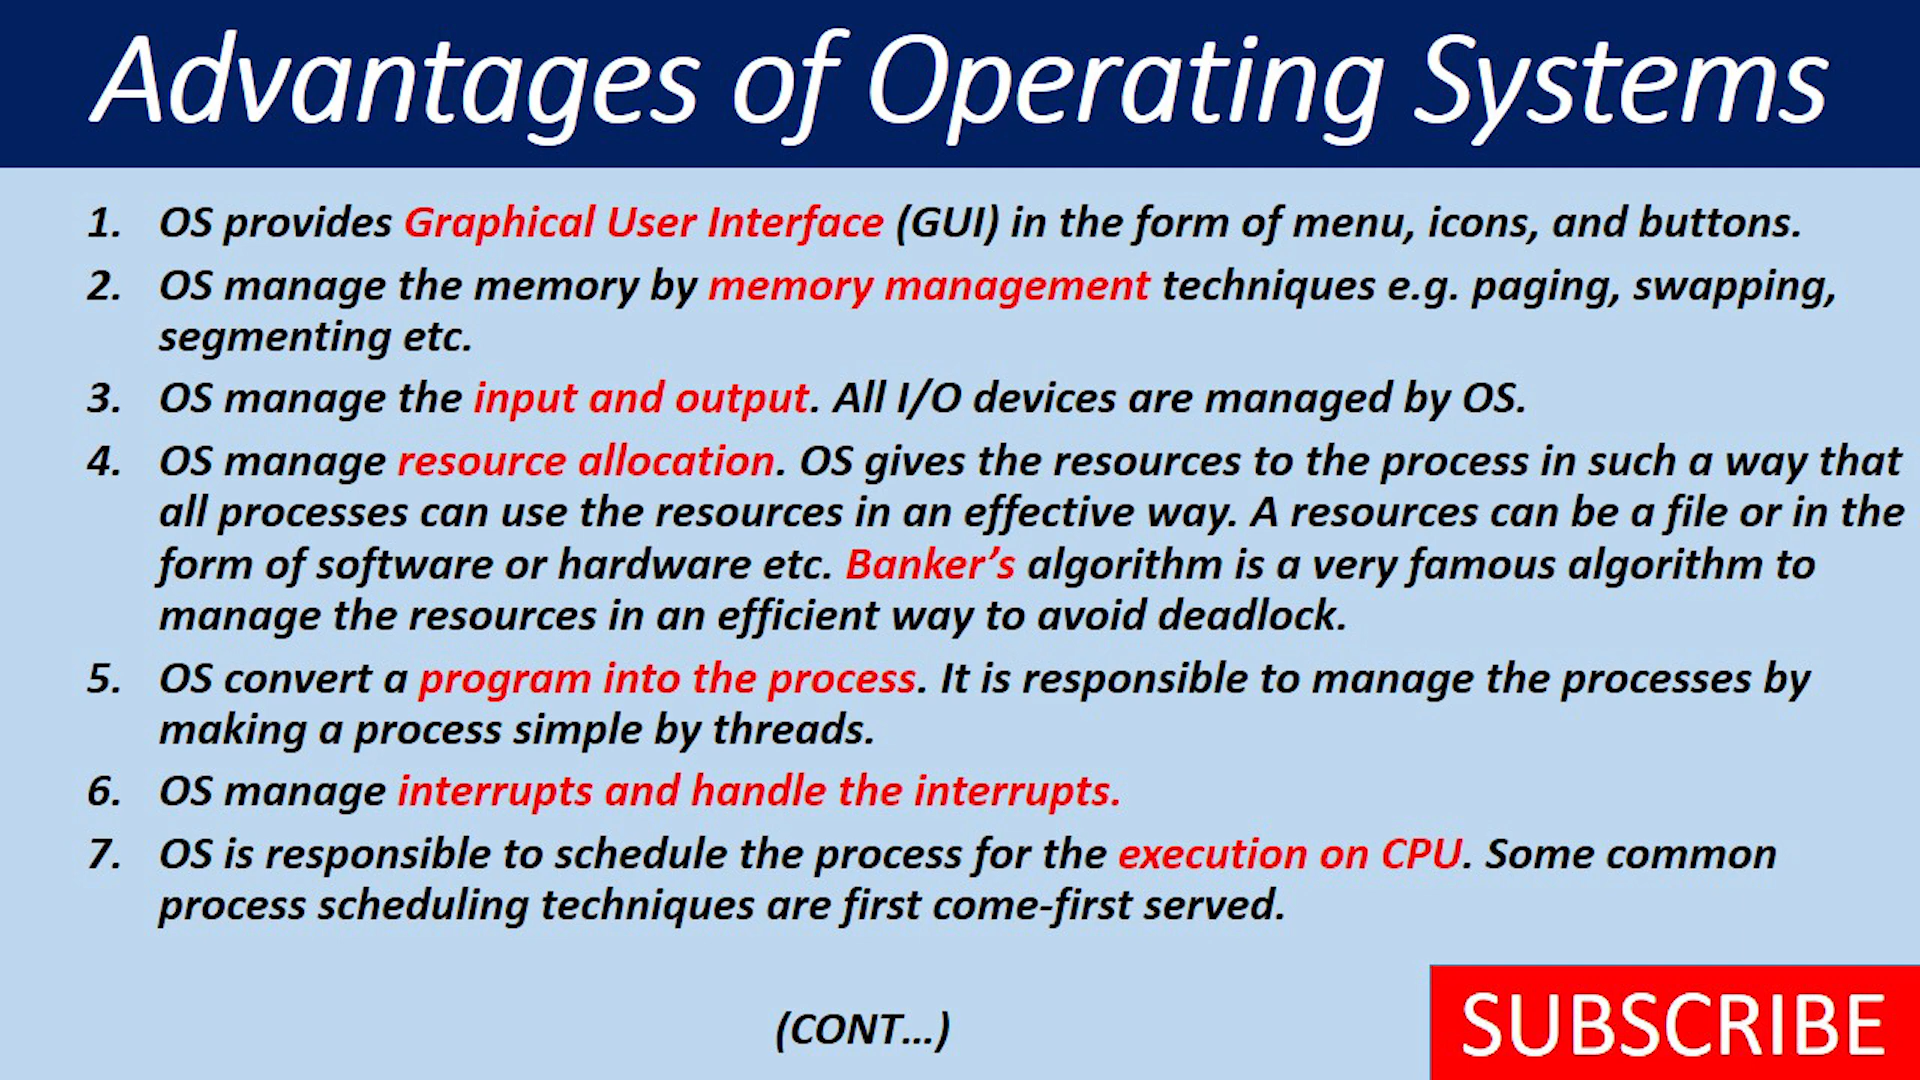 Advantages of Operating Systems
1. OS provides Graphical User Interface (GUI) in the form of menu, icons, and buttons.
2. OS manage the memory by memory management techniques e.g. paging, swapping,
segmenting etc.
3. OS manage the input and output. All I/O devices are managed by OS.
4. OS manage resource allocation. OS gives the resources to the process in such a way that
all processes can use the resources in an effective way. A resources can be a file or in the
form of software or hardware etc. Banker’s algorithm is a very famous algorithm to
manage the resources in an efficient way to avoid deadlock.
5. OS convert a program into the process. It is responsible to manage the processes by
making a process simple by threads.
6. OS manage interrupts and handle the interrupts.
7. OS is responsible to schedule the process for the execution on CPU. Some common
process scheduling techniques are first come-first served.
(CONT…)
SUBSCRIBE